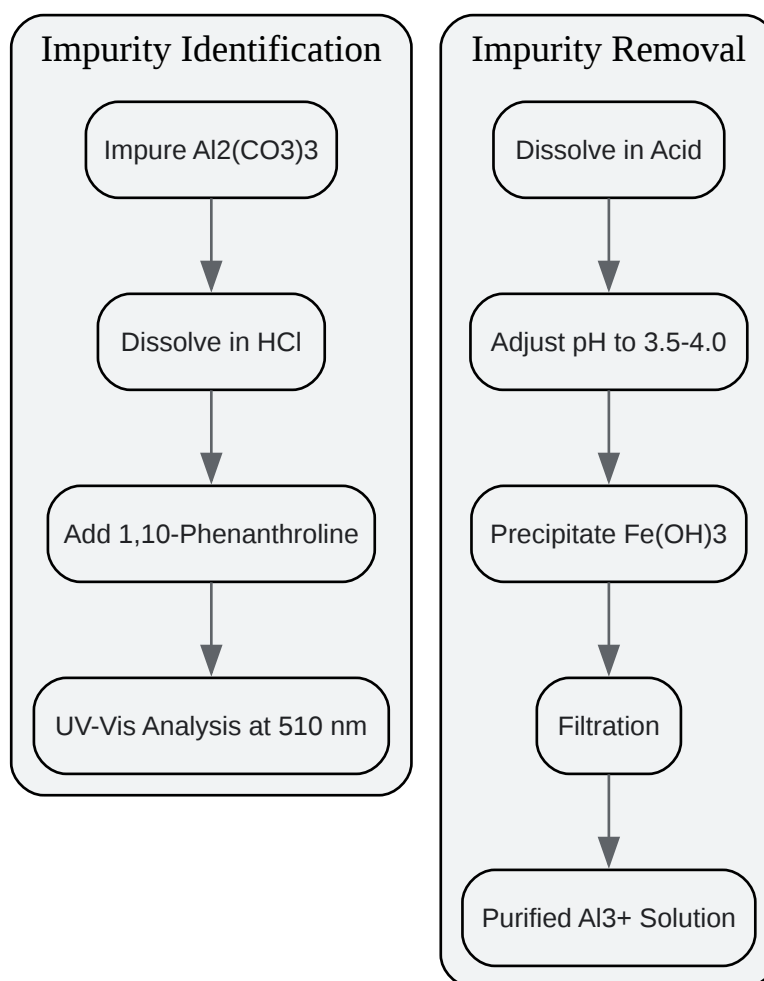 Impurity Identification
Impure Al2(CO3)3
Dissolve in HCl
Add 1,10-Phenanthroline
UV-Vis Analysis at 510 nm
Impurity Removal
Dissolve in Acid
Adjust pH to 3.5-4.0
Precipitate Fe(OH)3
Filtration
Purified Al3+ Solution